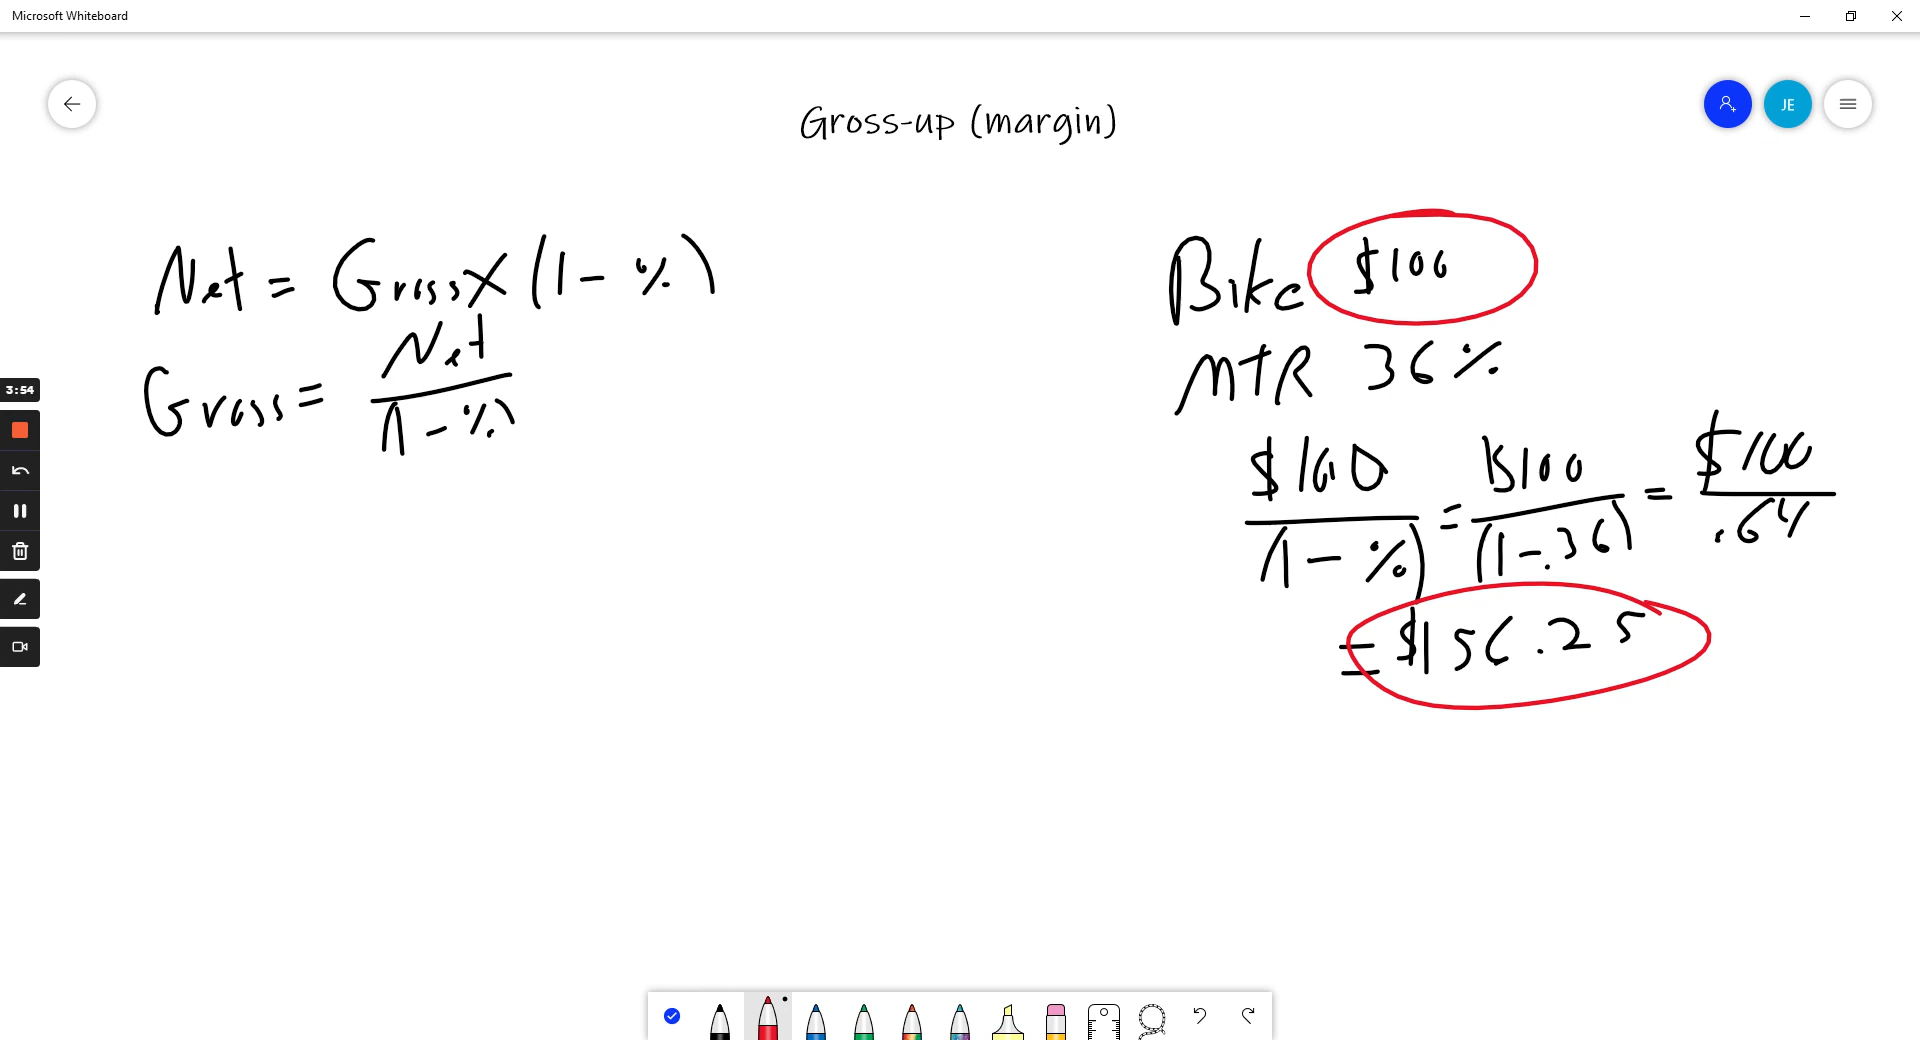 Microsoft Whiteboard
Gross-up (margin)
JE
Net = Gross X (1 - %)
Gross = Net / (1 - %)
3:54
Bike $100
MTR 36%
$100 / (1 - %) = $100 / (1 - .36) = $100 / .64
= $156.25